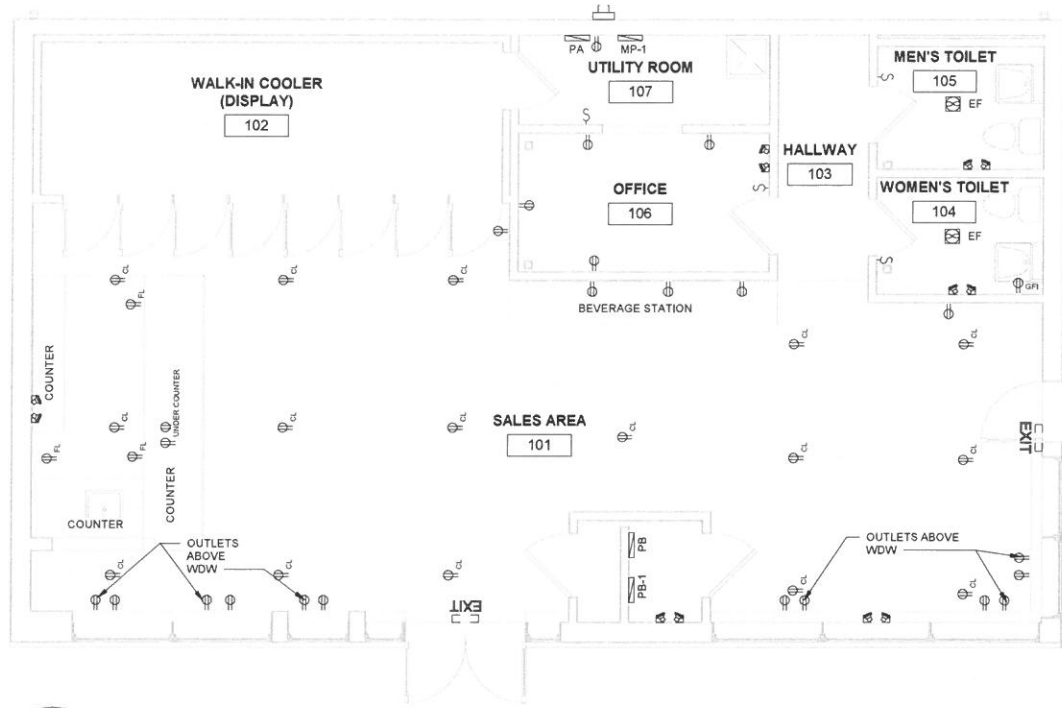 PA
MP-1
UTILITY ROOM
107
WALK-IN COOLER
(DISPLAY)
102
MEN'S TOILET
105
EF
HALLWAY
103
OFFICE
106
WOMEN'S TOILET
104
EF
GFI
BEVERAGE STATION
CL
CL
CL
FL
CL
CL
COUNTER
UNDER COUNTER
CL
CL
CL
FL
FL
SALES AREA
101
CL
CL
CL
EXIT
COUNTER
COUNTER
OUTLETS
ABOVE
WDW
PB
PB-1
OUTLETS ABOVE
WDW
CL
CL
CL
CL
CL
EXIT